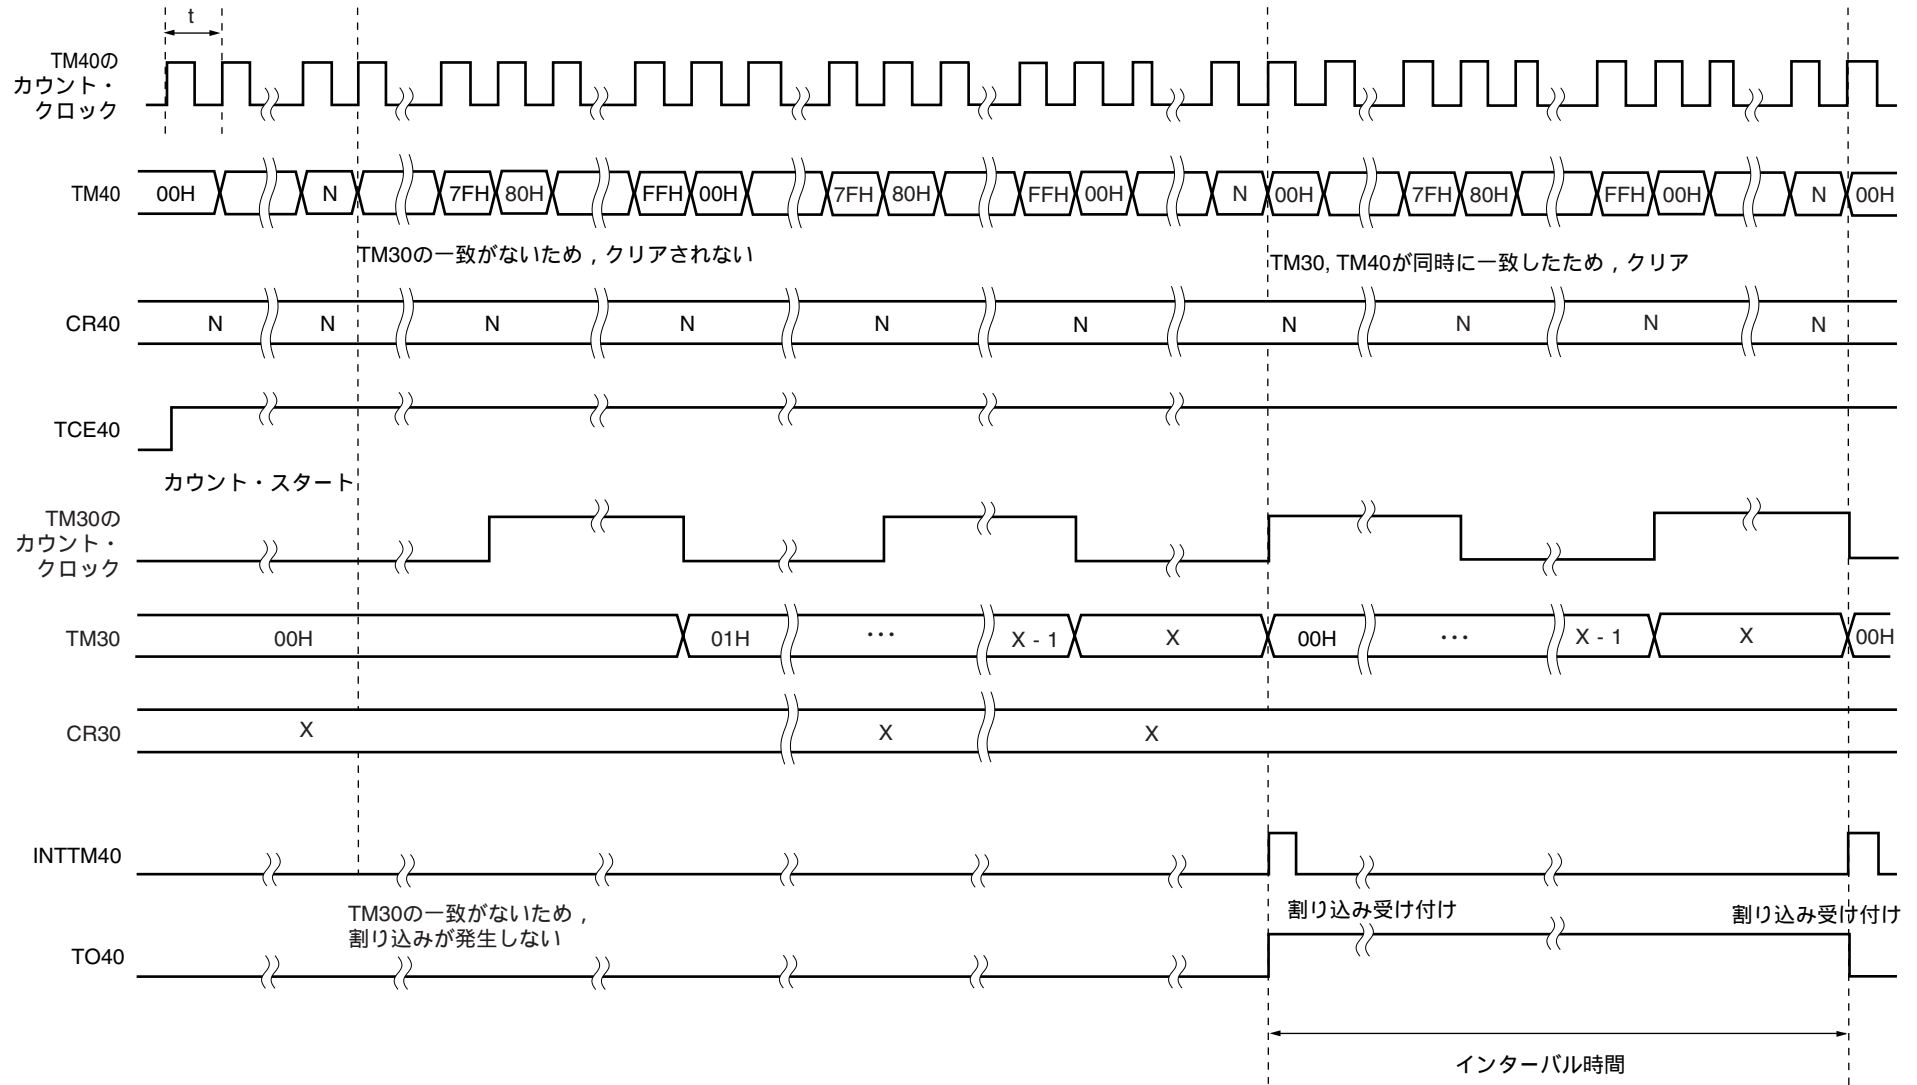 t
TM40の
カウント・
クロック
TM40 00H N 7FH 80H FFH 00H 7FH 80H FFH 00H N 00H 7FH 80H FFH 00H N 00H
TM30の一致がないため，クリアされない
TM30, TM40が同時に一致したため，クリア
CR40 N N N N N N N N N N
TCE40
カウント・スタート
TM30の
カウント・
クロック
TM30 00H 01H ··· X - 1 X 00H ··· X - 1 X 00H
CR30 X X X
INTTM40
TM30の一致がないため，
割り込みが発生しない
割り込み受け付け
割り込み受け付け
TO40
インターバル時間